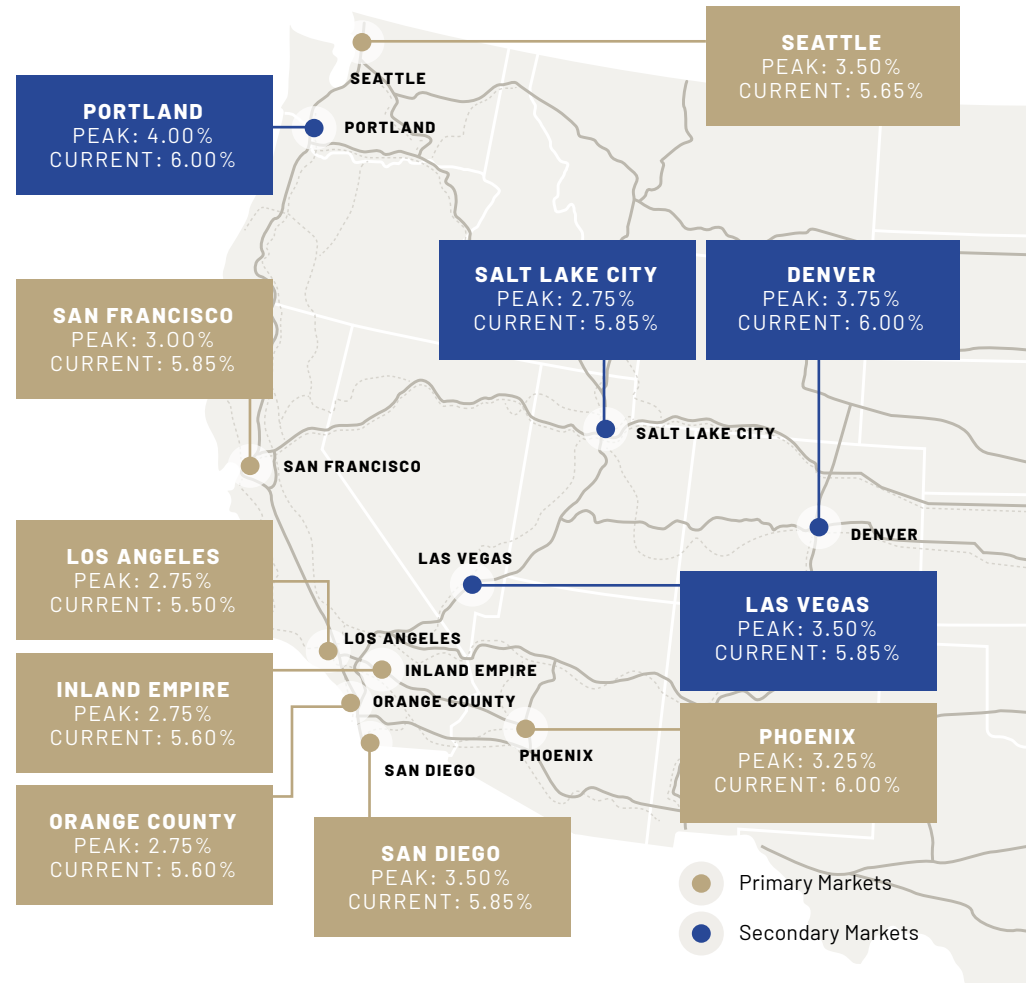 SEATTLE
PEAK: 3.50%
CURRENT: 5.65%
SEATTLE
PORTLAND
PEAK: 4.00%
CURRENT: 6.00%
PORTLAND
SALT LAKE CITY
PEAK: 2.75%
CURRENT: 5.85%
DENVER
PEAK: 3.75%
CURRENT: 6.00%
SAN FRANCISCO
PEAK: 3.00%
CURRENT: 5.85%
SALT LAKE CITY
SAN FRANCISCO
DENVER
LOS ANGELES
PEAK: 2.75%
CURRENT: 5.50%
LAS VEGAS
LAS VEGAS
PEAK: 3.50%
CURRENT: 5.85%
LOS ANGELES
INLAND EMPIRE
ORANGE COUNTY
INLAND EMPIRE
PEAK: 2.75%
CURRENT: 5.60%
PHOENIX
PEAK: 3.25%
CURRENT: 6.00%
PHOENIX
SAN DIEGO
ORANGE COUNTY
PEAK: 2.75%
CURRENT: 5.60%
SAN DIEGO
PEAK: 3.50%
CURRENT: 5.85%
Primary Markets
Secondary Markets